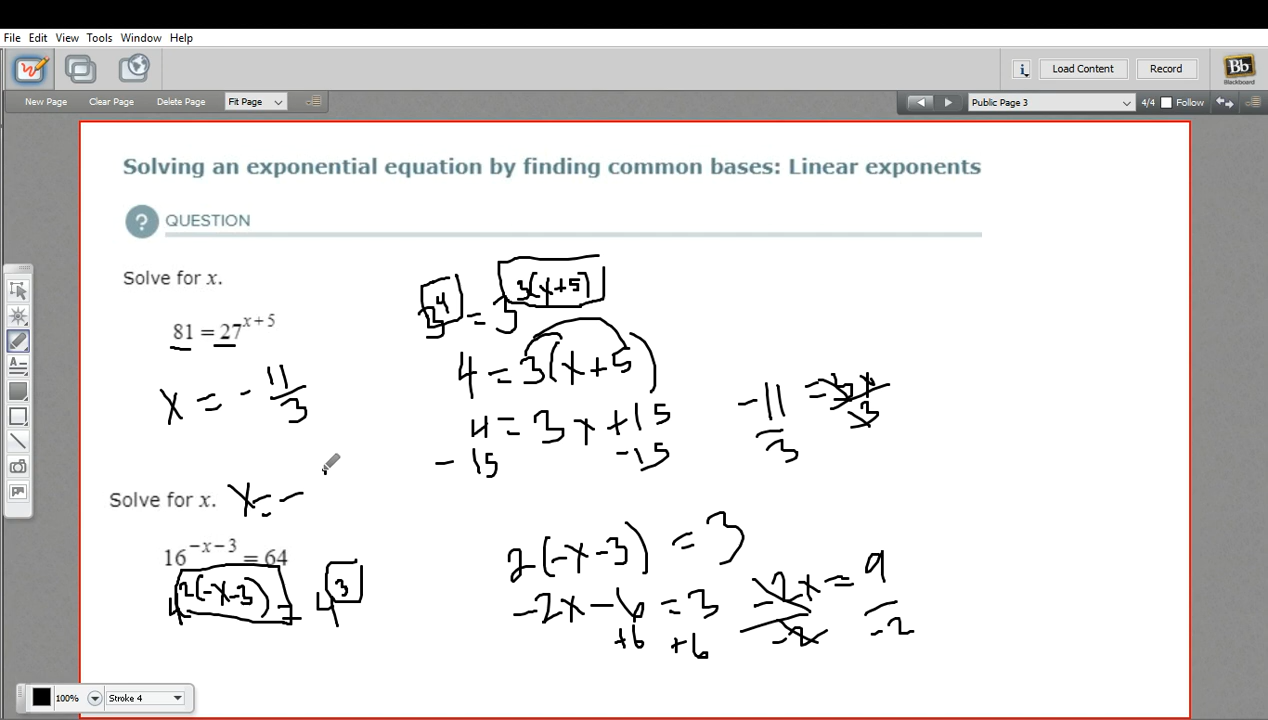 File Edit View Tools Window Help
i Load Content Record Bb
Blackboard
New Page Clear Page Delete Page Fit Page Public Page 3 4/4 Follow
Solving an exponential equation by finding common bases: Linear exponents
? QUESTION
Solve for x.
81 = 27^{x+5}
x = -11/3
3^4 = 3^{3(x+5)}
4 = 3(x+5)
4 = 3x+15
-15 -15
-11/3 = 3x/3
Solve for x. x = -
16^{-x-3} = 64
4^{2(-x-3)} = 4^3
2(-x-3) = 3
-2x-6 = 3
+6 +6
-2x/-2 = 9/-2
100% Stroke 4